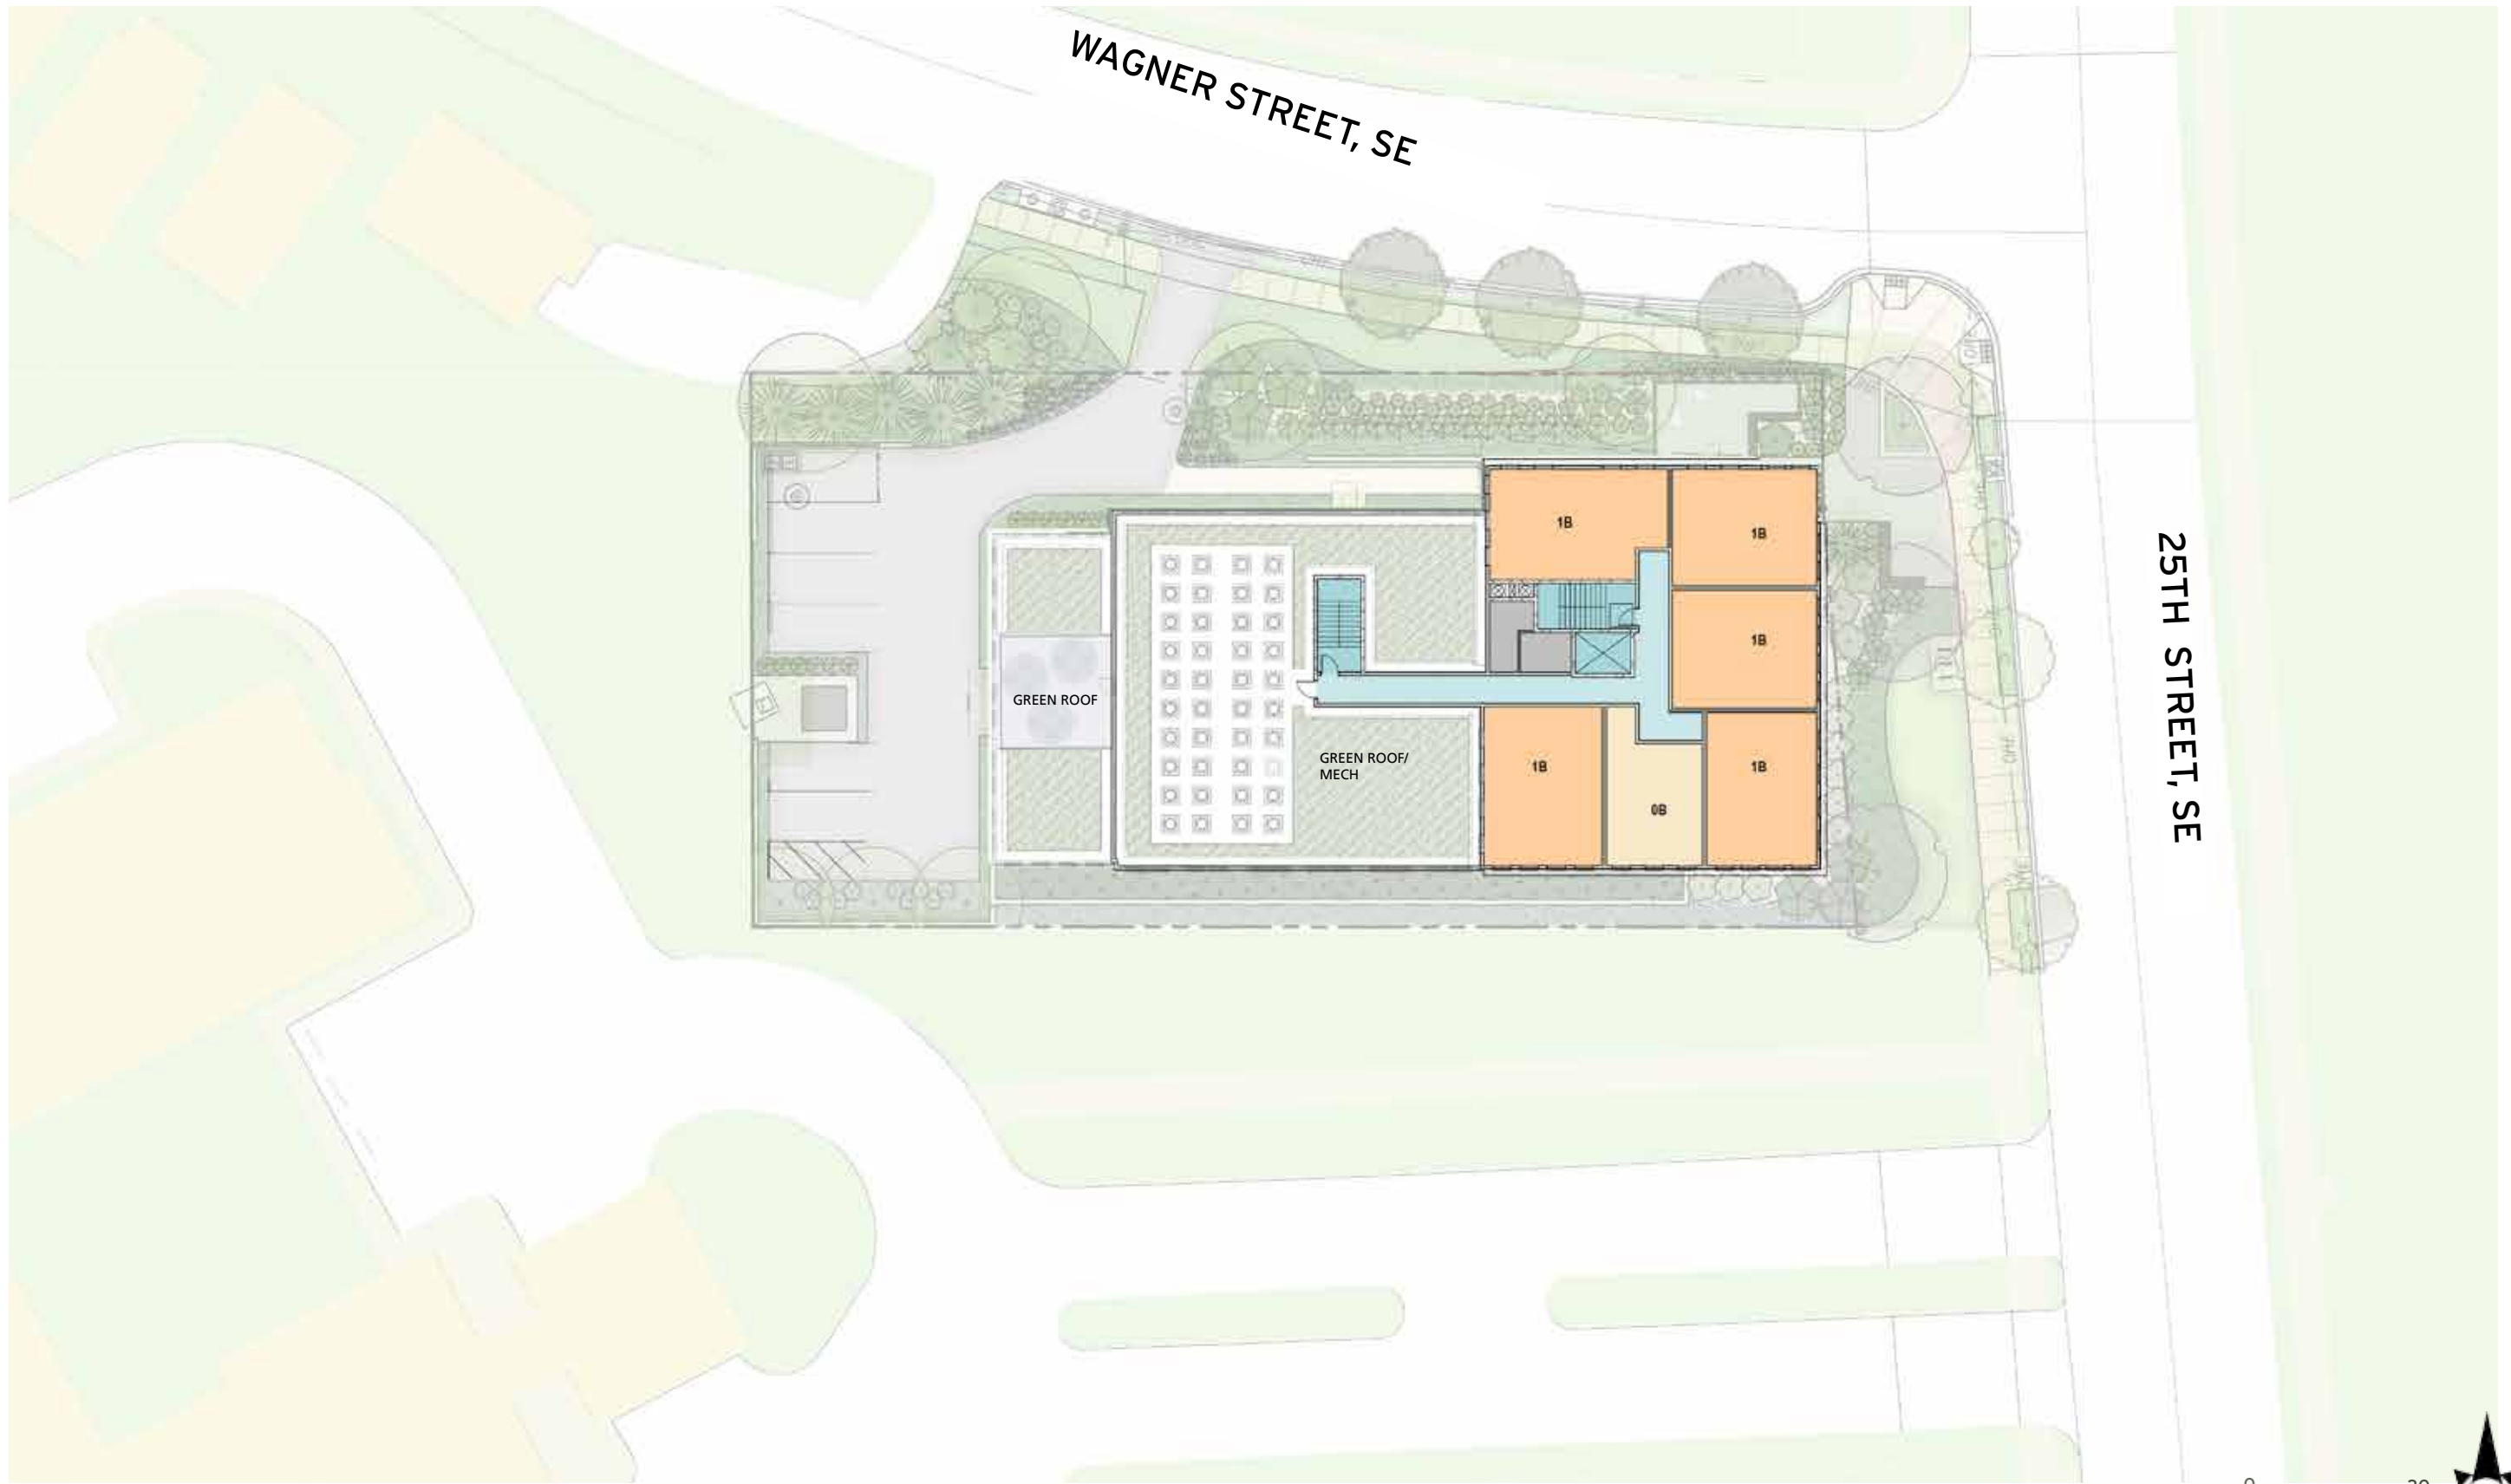 WAGNER STREET, SE
25TH STREET, SE
1B
1B
1B
GREEN ROOF
GREEN ROOF/
MECH
1B
0B
1B